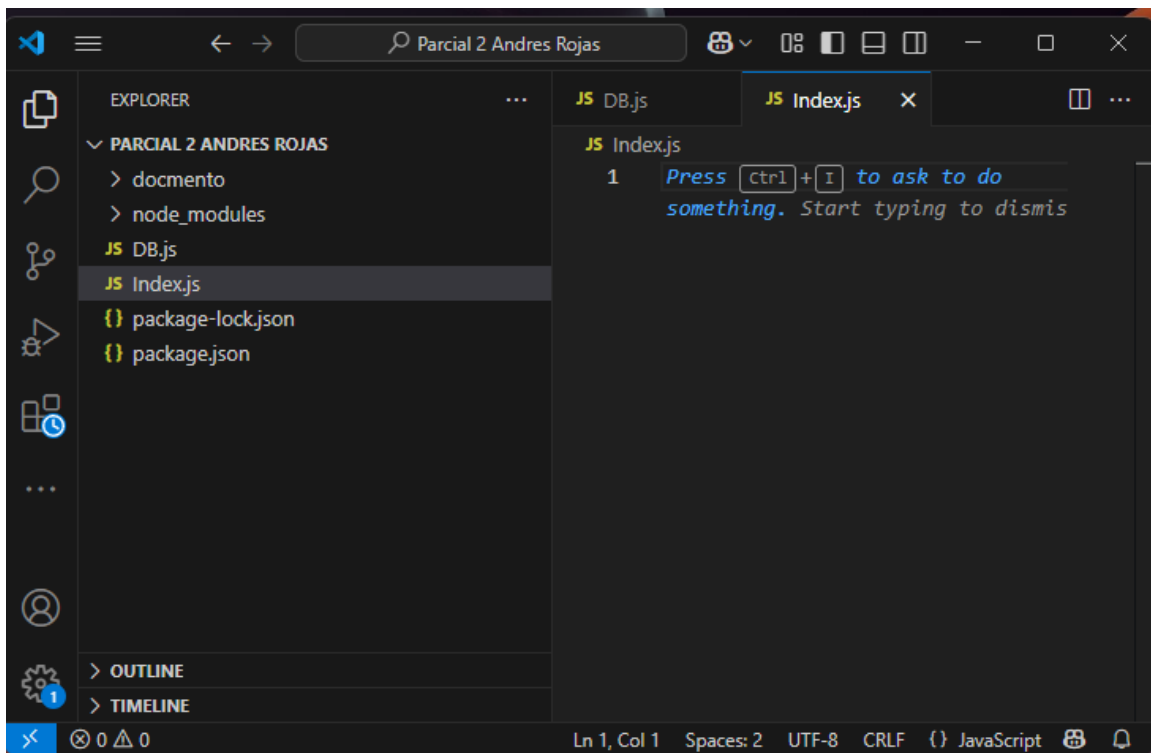 Parcial 2 Andres Rojas
EXPLORER
PARCIAL 2 ANDRES ROJAS
docmento
node_modules
JS DB.js
JS Index.js
{} package-lock.json
{} package.json
OUTLINE
TIMELINE
JS DB.js
JS Index.js
JS Index.js
1 Press Ctrl+I to ask to do
something. Start typing to dismis
1
0 0 Ln 1, Col 1 Spaces: 2 UTF-8 CRLF {} JavaScript